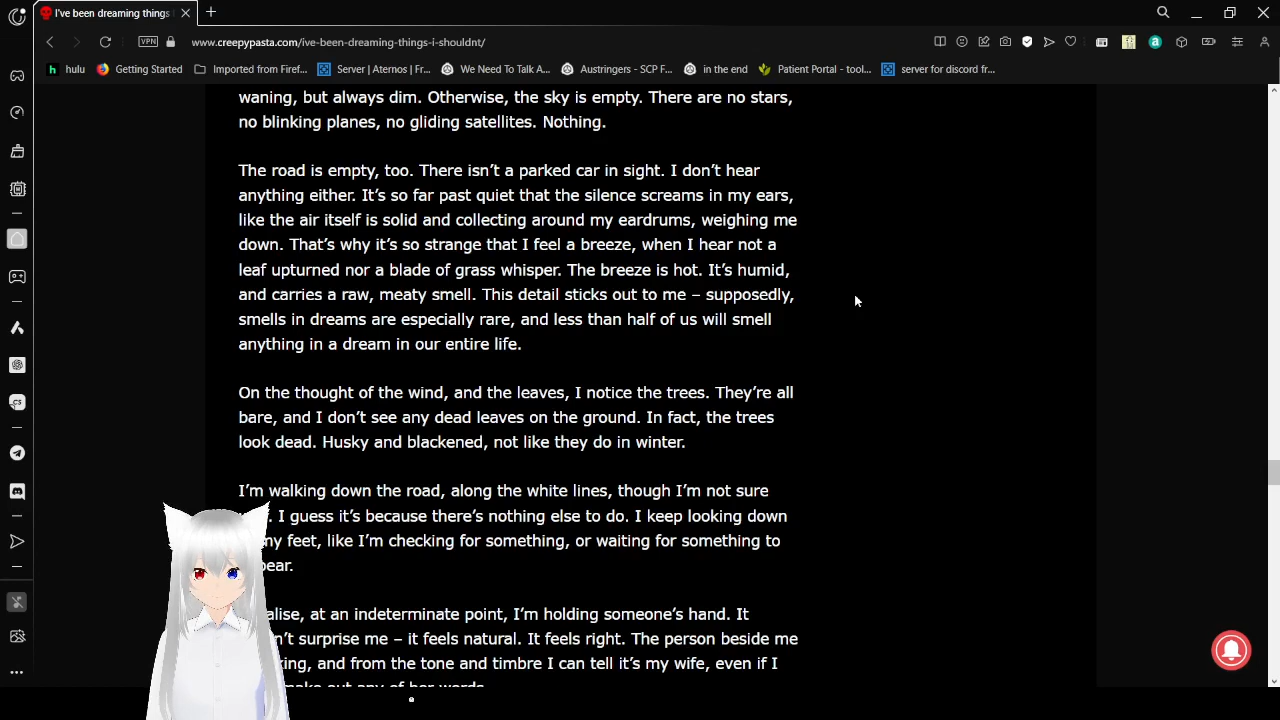 I've been dreaming things
www.creepypasta.com/ive-been-dreaming-things-i-shouldnt/
VPN
hulu
Getting Started
Imported from Firef...
Server | Aternos | Fr...
We Need To Talk A...
Austringers - SCP F...
in the end
Patient Portal - tool...
server for discord fr...
waning, but always dim. Otherwise, the sky is empty. There are no stars,
no blinking planes, no gliding satellites. Nothing.
The road is empty, too. There isn't a parked car in sight. I don't hear
anything either. It's so far past quiet that the silence screams in my ears,
like the air itself is solid and collecting around my eardrums, weighing me
down. That's why it's so strange that I feel a breeze, when I hear not a
leaf upturned nor a blade of grass whisper. The breeze is hot. It's humid,
and carries a raw, meaty smell. This detail sticks out to me – supposedly,
smells in dreams are especially rare, and less than half of us will smell
anything in a dream in our entire life.
On the thought of the wind, and the leaves, I notice the trees. They're all
bare, and I don't see any dead leaves on the ground. In fact, the trees
look dead. Husky and blackened, not like they do in winter.
I'm walking down the road, along the white lines, though I'm not sure
I guess it's because there's nothing else to do. I keep looking down
my feet, like I'm checking for something, or waiting for something to
pear.
alise, at an indeterminate point, I'm holding someone's hand. It
n't surprise me – it feels natural. It feels right. The person beside me
king, and from the tone and timbre I can tell it's my wife, even if I
make out any of her words